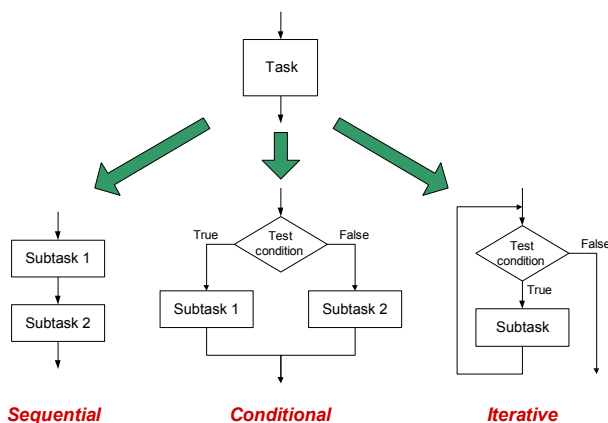 Task
Subtask 1
Subtask 2
Sequential
True
Test
condition
False
Subtask 1
Subtask 2
Conditional
Test
condition
False
True
Subtask
Iterative